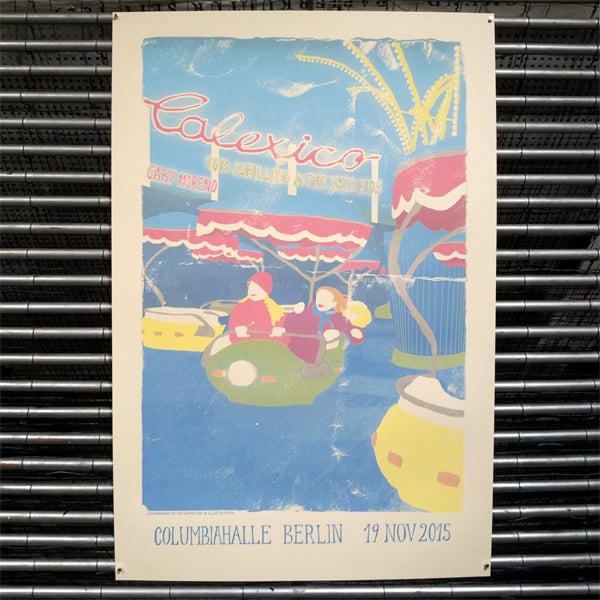 Calexico
TOM SCHILLING & THE JAZZ KIDS
GABY MORENO
COLUMBIAHALLE BERLIN 19 NOV 2015